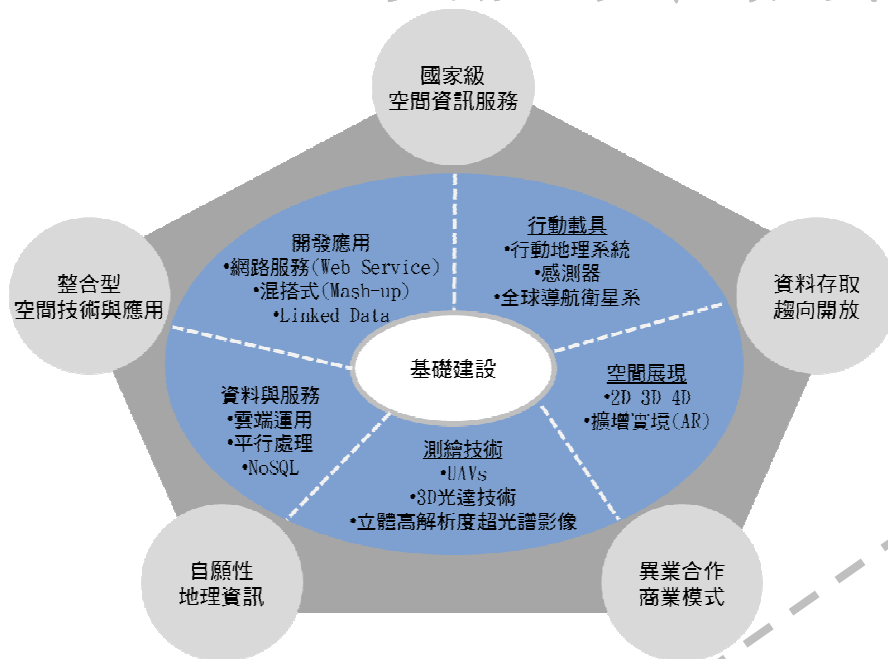 國家級
空間資訊服務
整合型
空間技術與應用
資料存取
趨向開放
自願性
地理資訊
異業合作
商業模式
開發應用
•網路服務(Web Service)
•混搭式(Mash-up)
•Linked Data
行動載具
•行動地理系統
•感測器
•全球導航衛星系
基礎建設
空間展現
•2D 3D 4D
•擴增實境(AR)
資料與服務
•雲端運用
•平行處理
•NoSQL
測繪技術
•UAVs
•3D光達技術
•立體高解析度超光譜影像